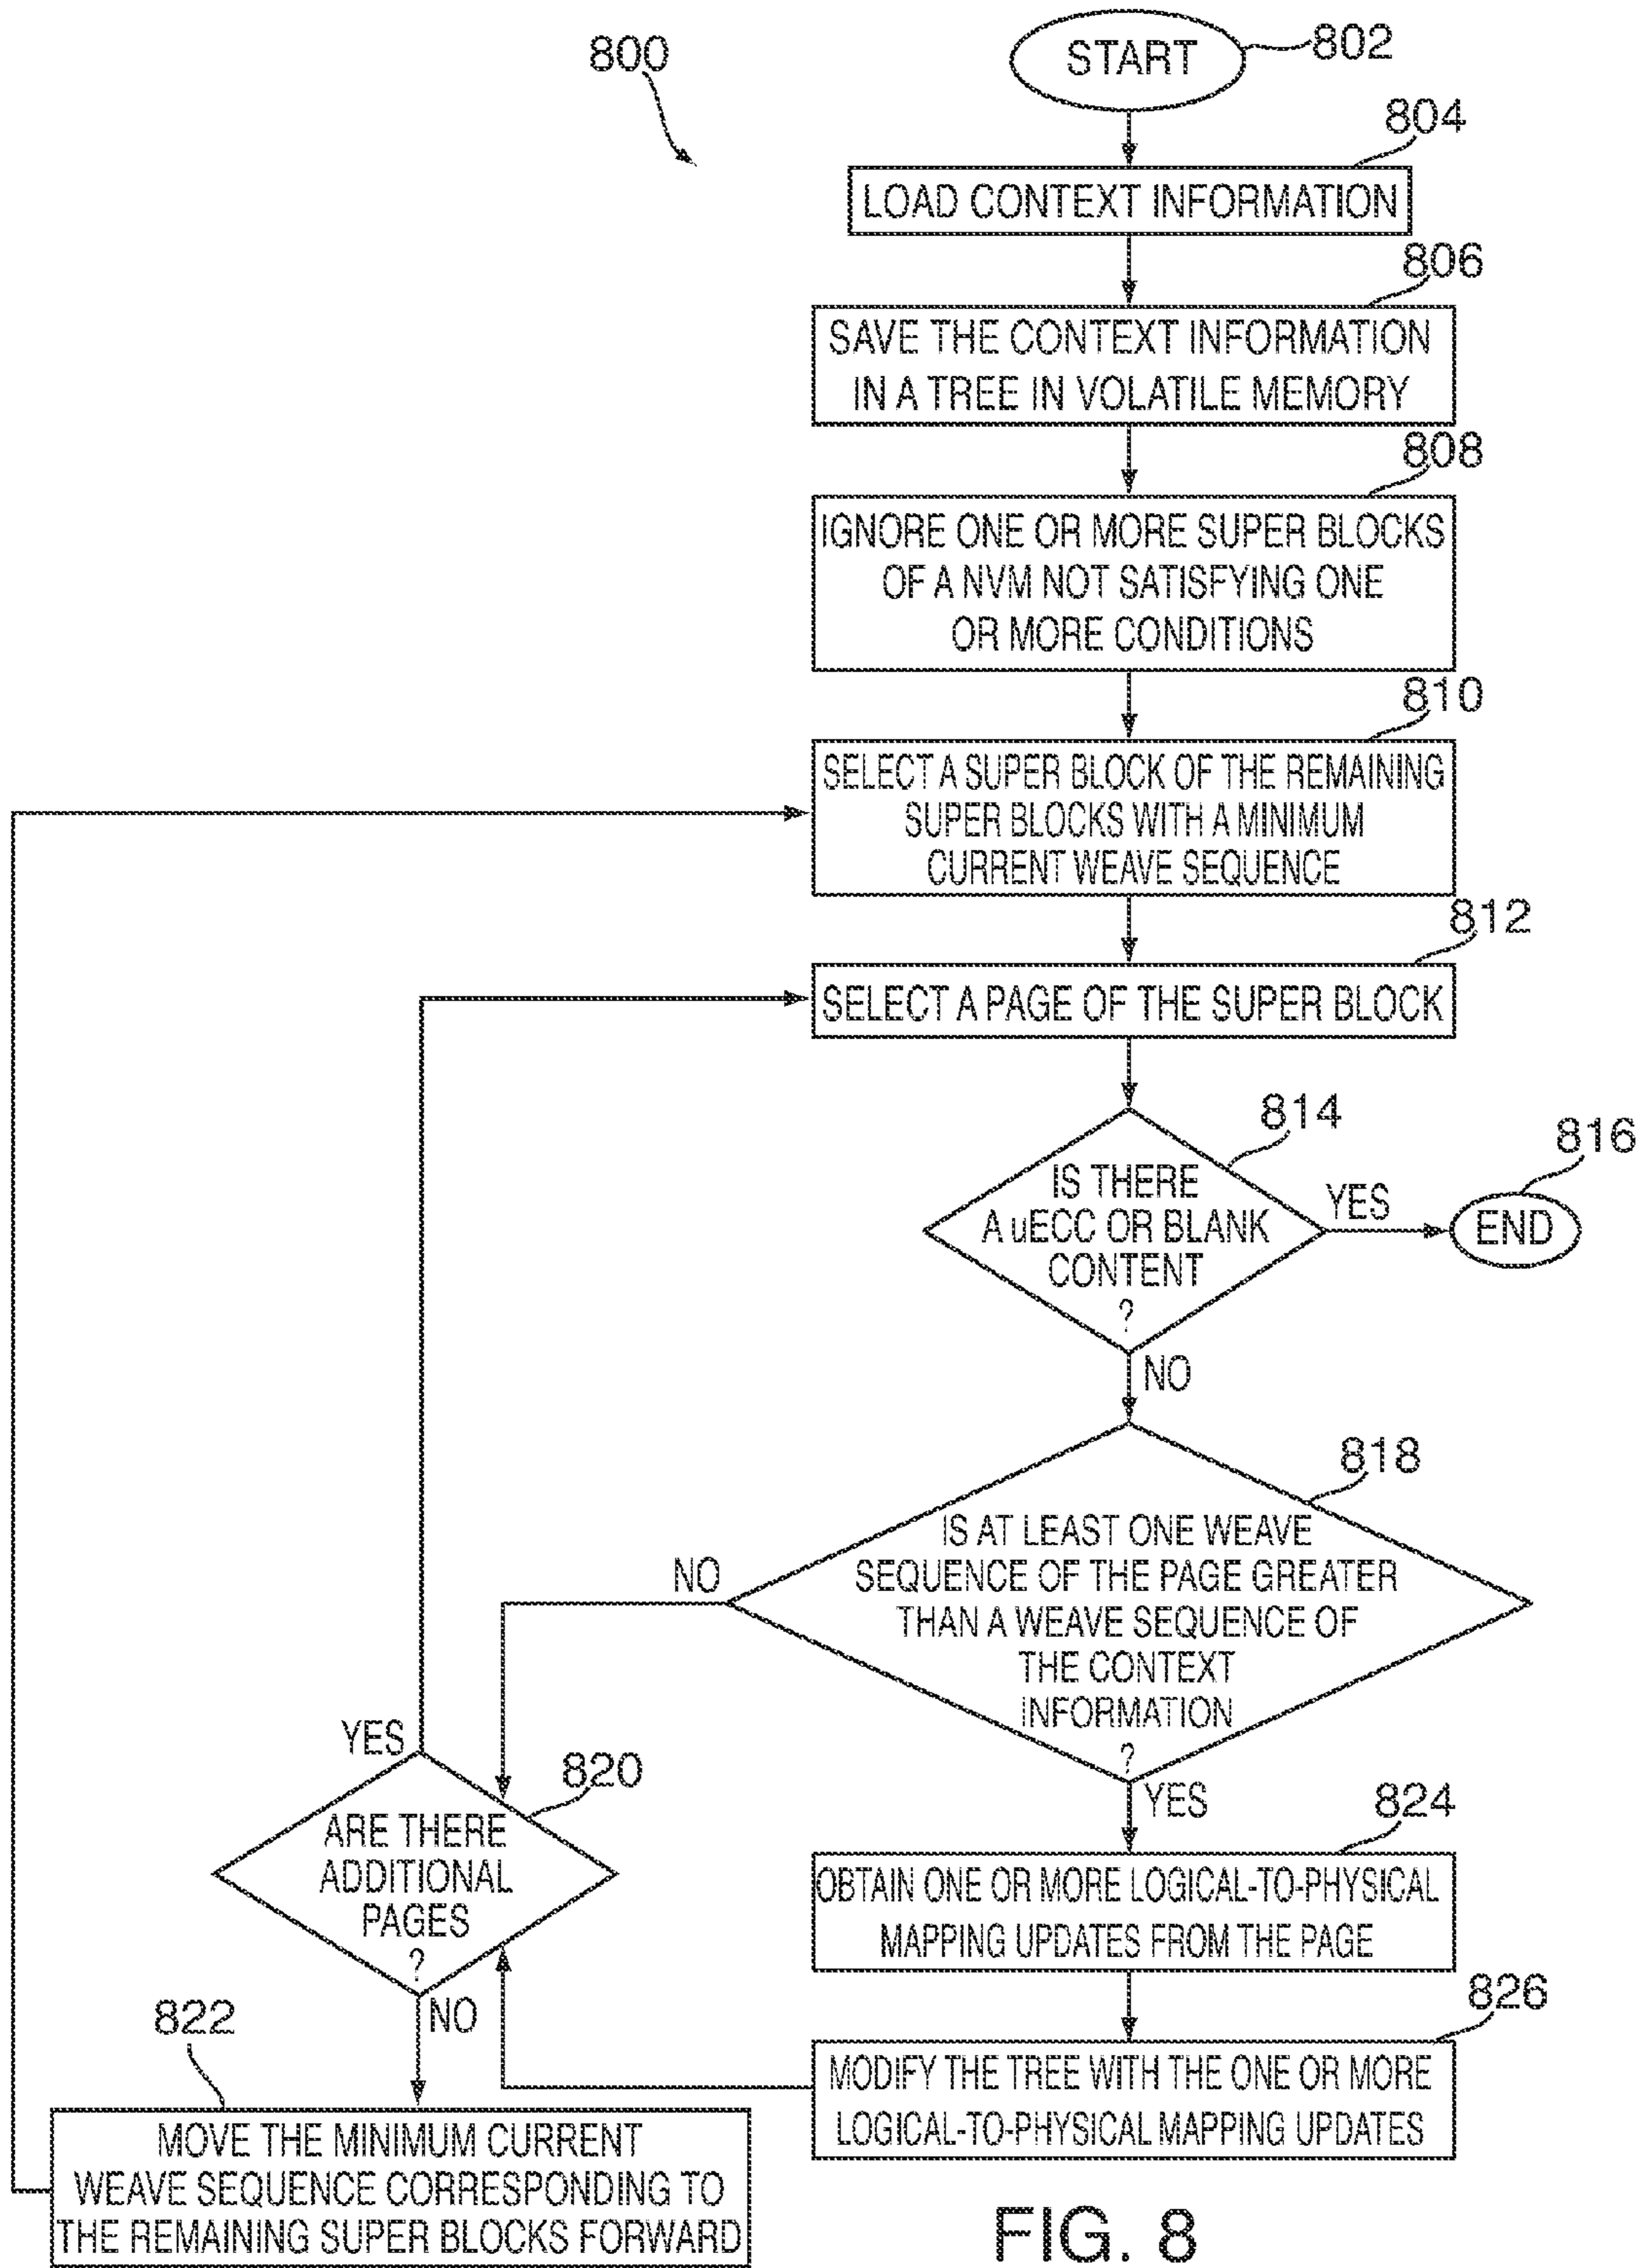 800
START
802
804
LOAD CONTEXT INFORMATION
806
SAVE THE CONTEXT INFORMATION
IN A TREE IN VOLATILE MEMORY
808
IGNORE ONE OR MORE SUPER BLOCKS
OF A NVM NOT SATISFYING ONE
OR MORE CONDITIONS
810
SELECT A SUPER BLOCK OF THE REMAINING
SUPER BLOCKS WITH A MINIMUM
CURRENT WEAVE SEQUENCE
812
SELECT A PAGE OF THE SUPER BLOCK
814
IS THERE
A uECC OR BLANK
CONTENT
?
YES
816
END
NO
818
IS AT LEAST ONE WEAVE
SEQUENCE OF THE PAGE GREATER
THAN A WEAVE SEQUENCE OF
THE CONTEXT
INFORMATION
?
NO
YES
820
ARE THERE
ADDITIONAL
PAGES
?
YES
NO
824
OBTAIN ONE OR MORE LOGICAL-TO-PHYSICAL
MAPPING UPDATES FROM THE PAGE
826
MODIFY THE TREE WITH THE ONE OR MORE
LOGICAL-TO-PHYSICAL MAPPING UPDATES
822
MOVE THE MINIMUM CURRENT
WEAVE SEQUENCE CORRESPONDING TO
THE REMAINING SUPER BLOCKS FORWARD
FIG. 8